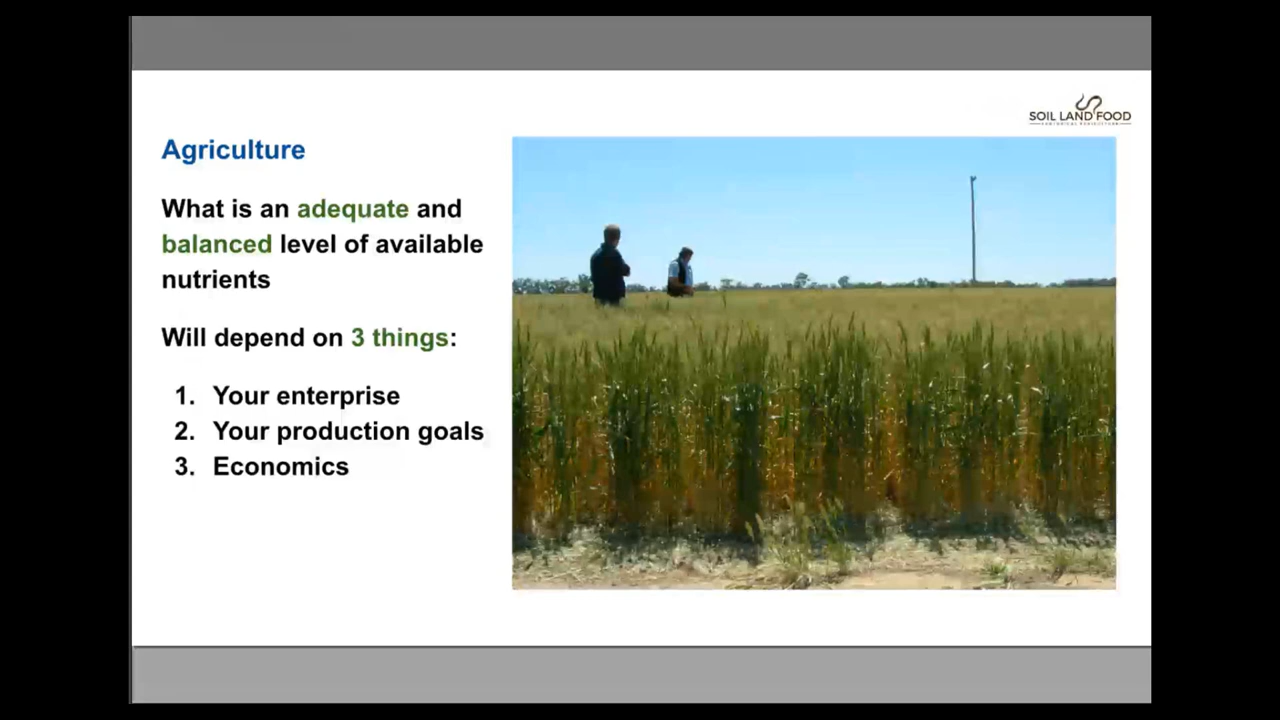 SOIL LAND FOOD
Agriculture
What is an adequate and
balanced level of available
nutrients
Will depend on 3 things:
1. Your enterprise
2. Your production goals
3. Economics